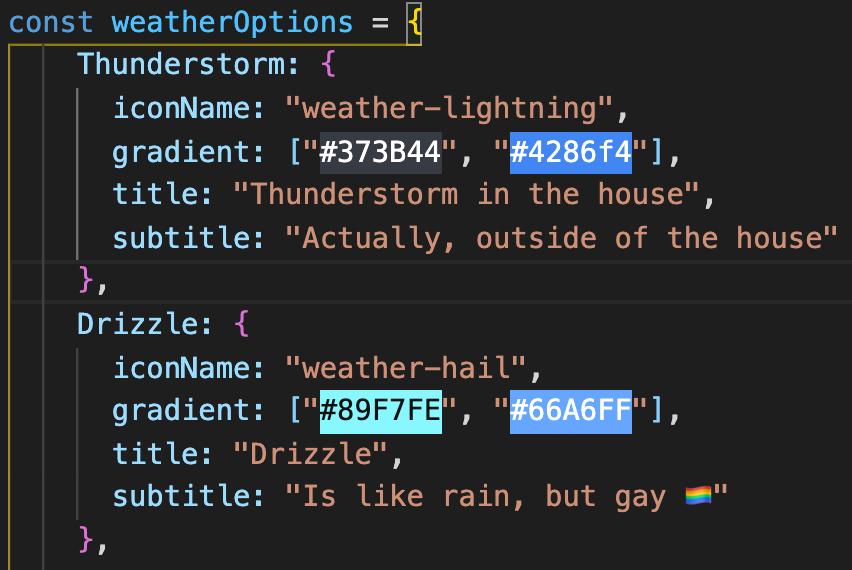 const weatherOptions = {
Thunderstorm: {
iconName: "weather-lightning",
gradient: ["#373B44", "#4286f4"],
title: "Thunderstorm in the house",
subtitle: "Actually, outside of the house"
},
Drizzle: {
iconName: "weather-hail",
gradient: ["#89F7FE", "#66A6FF"],
title: "Drizzle",
subtitle: "Is like rain, but gay 🏳️‍🌈"
},